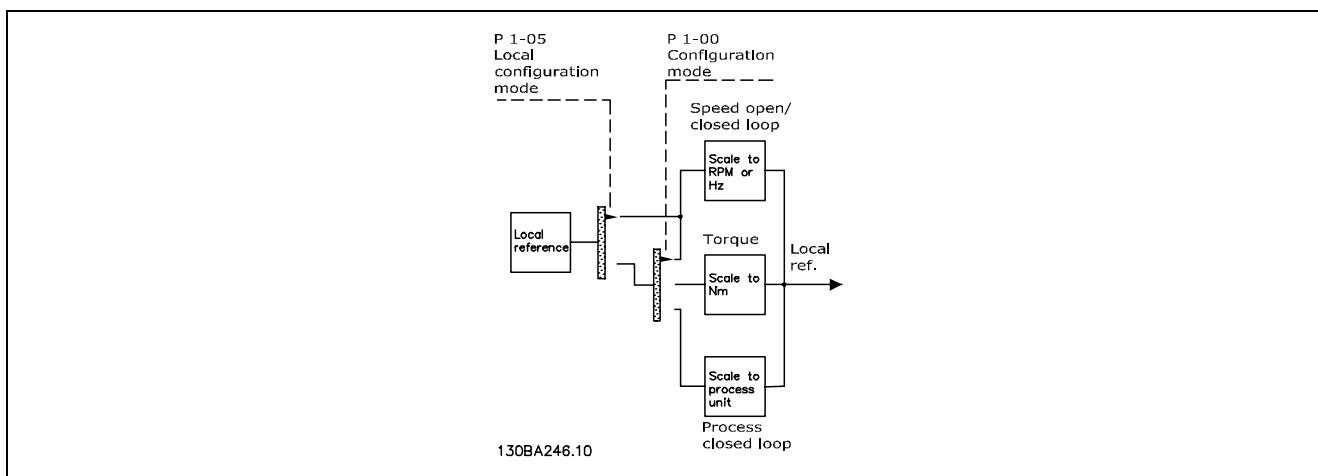 P 1-05
Local
configuration
mode
P 1-00
Configuration
mode
Speed open/
closed loop
Scale to
RPM or
Hz
Local
reference
Torque
Scale to
Nm
Local
ref.
Scale to
process
unit
Process
closed loop
130BA246.10